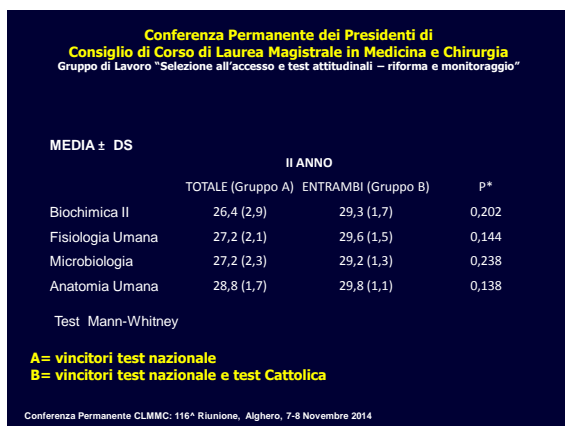 Conferenza Permanente dei Presidenti di
Consiglio di Corso di Laurea Magistrale in Medicina e Chirurgia
Gruppo di Lavoro “Selezione all’accesso e test attitudinali – riforma e monitoraggio”
MEDIA ± DS
II ANNO
TOTALE (Gruppo A) ENTRAMBI (Gruppo B) P*
Biochimica II 26,4 (2,9) 29,3 (1,7) 0,202
Fisiologia Umana 27,2 (2,1) 29,6 (1,5) 0,144
Microbiologia 27,2 (2,3) 29,2 (1,3) 0,238
Anatomia Umana 28,8 (1,7) 29,8 (1,1) 0,138
Test Mann-Whitney
A= vincitori test nazionale
B= vincitori test nazionale e test Cattolica
Conferenza Permanente CLMMC: 116^ Riunione, Alghero, 7-8 Novembre 2014